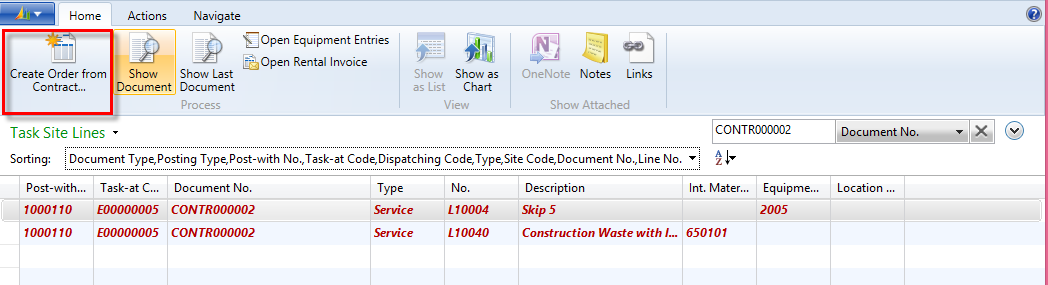 Home Actions Navigate
Create Order from
Contract...
Show
Document
Show Last
Document
Open Equipment Entries
Open Rental Invoice
Process
Show
as List
Show as
Chart
View
OneNote
Notes
Links
Show Attached
Task Site Lines
CONTR000002 Document No.
Sorting: Document Type,Posting Type,Post-with No.,Task-at Code,Dispatching Code,Type,Site Code,Document No.,Line No.
A
Z
Post-with... Task-at C... Document No. Type No. Description Int. Mater... Equipme... Location ...
1000110 E00000005 CONTR000002 Service L10004 Skip 5 2005
1000110 E00000005 CONTR000002 Service L10040 Construction Waste with I... 650101